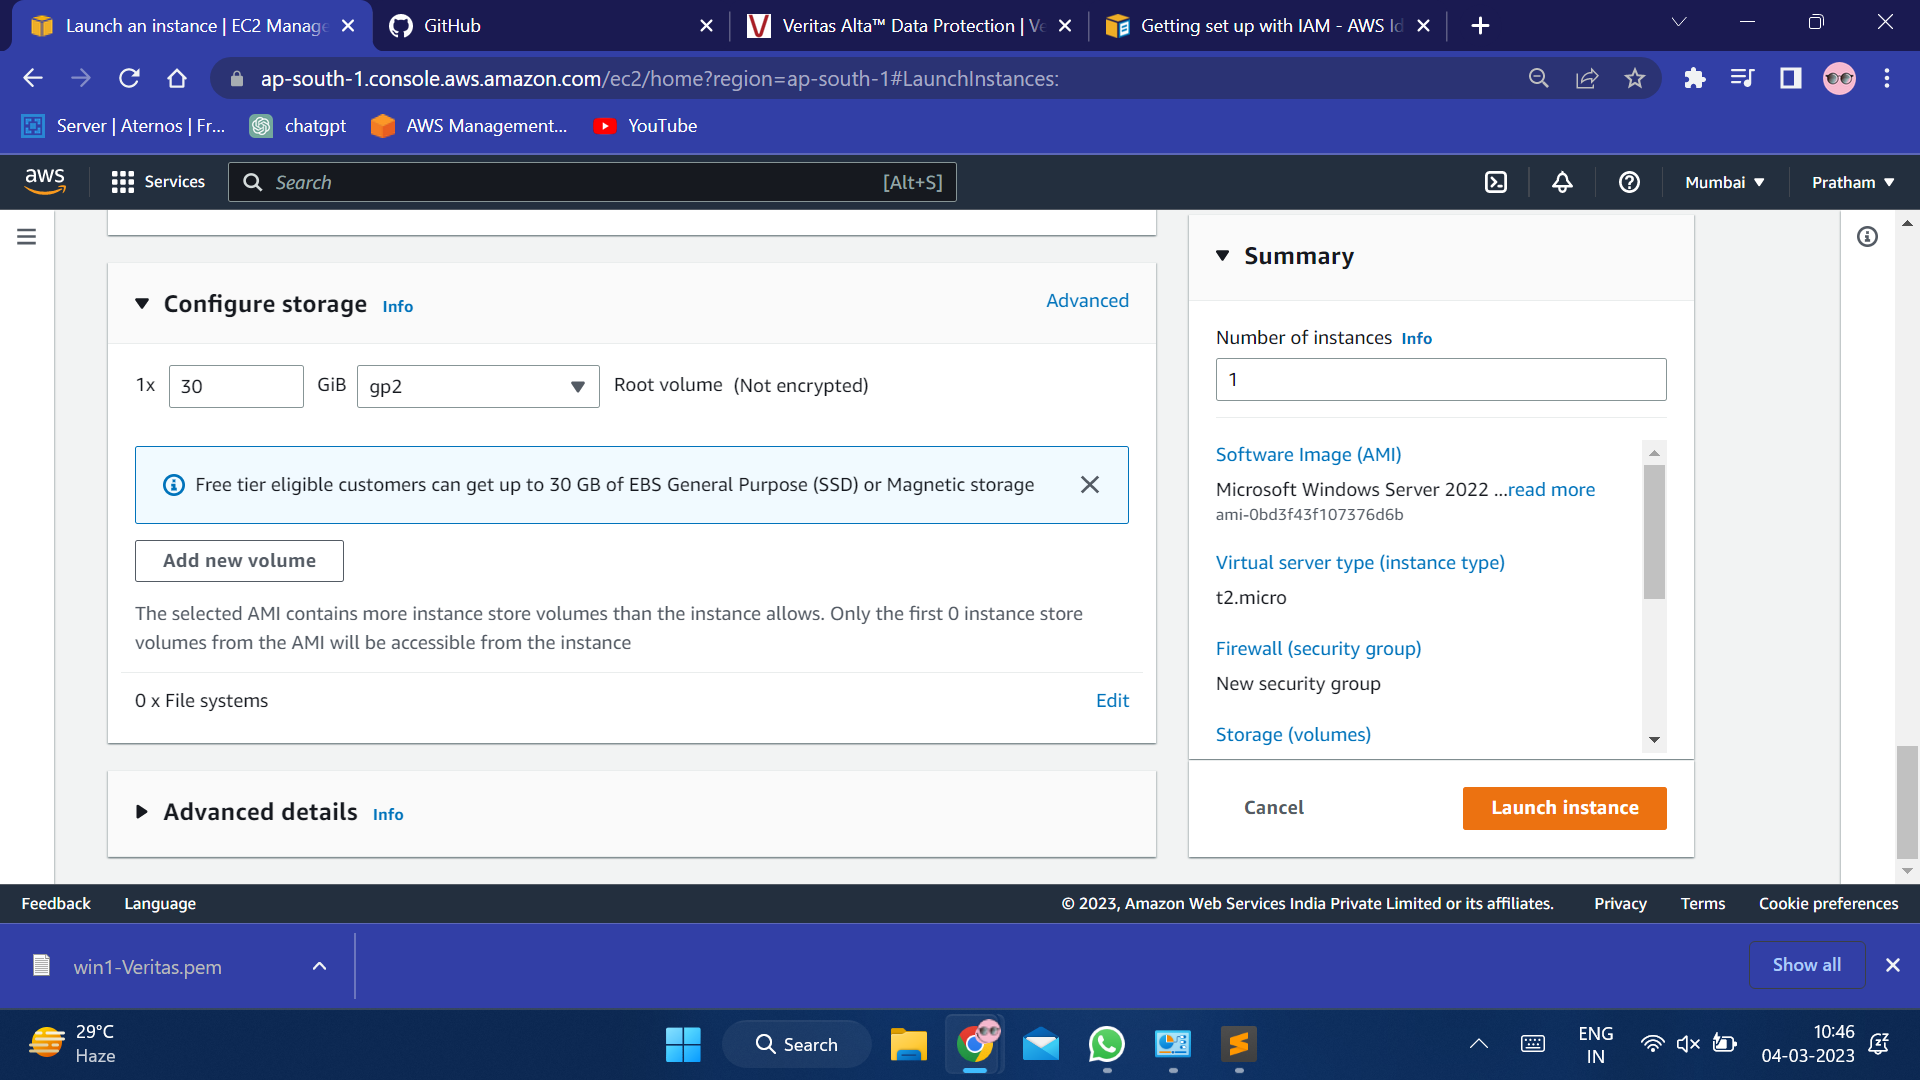 Launch an instance | EC2 Manage
GitHub
Veritas Alta™ Data Protection | Ve
Getting set up with IAM - AWS Id
ap-south-1.console.aws.amazon.com/ec2/home?region=ap-south-1#LaunchInstances:
Server | Aternos | Fr...
chatgpt
AWS Management...
YouTube
aws
Services
Search
[Alt+S]
Mumbai
Pratham
Configure storage Info
Advanced
1x
30
GiB
gp2
Root volume (Not encrypted)
Free tier eligible customers can get up to 30 GB of EBS General Purpose (SSD) or Magnetic storage
Add new volume
The selected AMI contains more instance store volumes than the instance allows. Only the first 0 instance store
volumes from the AMI will be accessible from the instance
0 x File systems
Edit
Advanced details Info
Summary
Number of instances Info
1
Software Image (AMI)
Microsoft Windows Server 2022 ...read more
ami-0bd3f43f107376d6b
Virtual server type (instance type)
t2.micro
Firewall (security group)
New security group
Storage (volumes)
Cancel
Launch instance
Feedback
Language
© 2023, Amazon Web Services India Private Limited or its affiliates.
Privacy
Terms
Cookie preferences
win1-Veritas.pem
Show all
29°C
Haze
Search
ENG
IN
10:46
04-03-2023